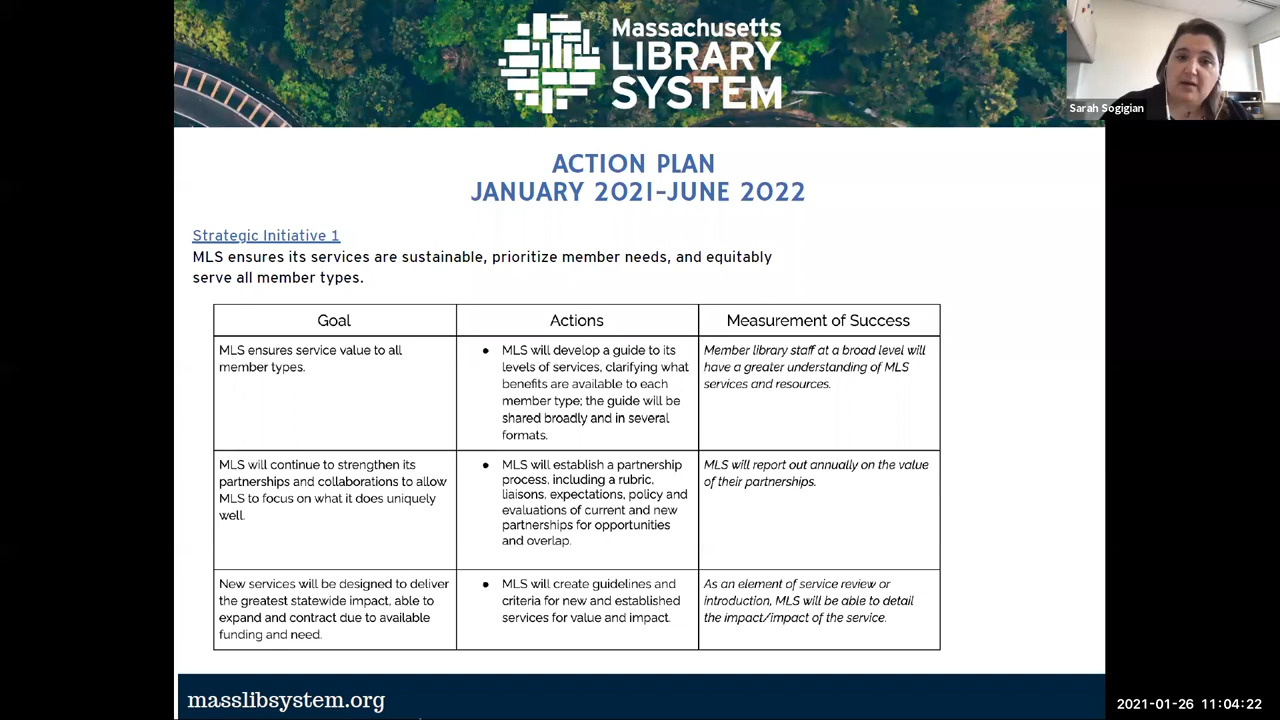 Massachusetts
LIBRARY
SYSTEM
Sarah Sogigian
ACTION PLAN
JANUARY 2021-JUNE 2022
Strategic Initiative 1
MLS ensures its services are sustainable, prioritize member needs, and equitably
serve all member types.
Goal
Actions
Measurement of Success
MLS ensures service value to all
member types.
● MLS will develop a guide to its
levels of services, clarifying what
benefits are available to each
member type; the guide will be
shared broadly and in several
formats.
Member library staff at a broad level will
have a greater understanding of MLS
services and resources.
MLS will continue to strengthen its
partnerships and collaborations to allow
MLS to focus on what it does uniquely
well.
● MLS will establish a partnership
process, including a rubric,
liaisons, expectations, policy and
evaluations of current and new
partnerships for opportunities
and overlap.
MLS will report out annually on the value
of their partnerships.
New services will be designed to deliver
the greatest statewide impact, able to
expand and contract due to available
funding and need.
● MLS will create guidelines and
criteria for new and established
services for value and impact.
As an element of service review or
introduction, MLS will be able to detail
the impact/impact of the service.
masslibsystem.org
2021-01-26 11:04:22